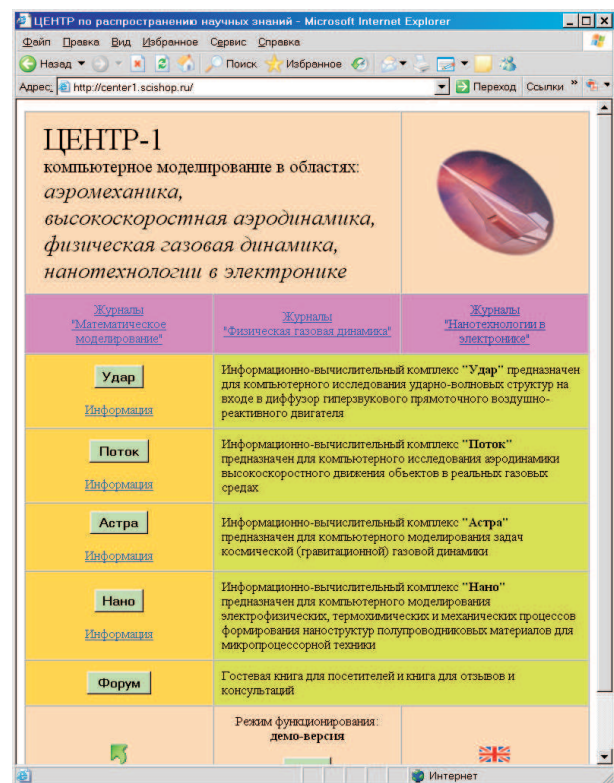 ЦЕНТР по распространению научных знаний - Microsoft Internet Explorer
Файл Правка Вид Избранное Сервис Справка
Назад Поиск Избранное
Адрес: http://center1.scishop.ru/ Переход Ссылки »
ЦЕНТР-1
компьютерное моделирование в областях:
аэромеханика,
высокоскоростная аэродинамика,
физическая газовая динамика,
нанотехнологии в электронике
Журналы
"Математическое
моделирование"
Журналы
"Физическая газовая динамика"
Журналы
"Нанотехнологии в
электронике"
Удар
Информация
Информационно-вычислительный комплекс "Удар" предназначен
для компьютерного исследования ударно-волновых структур на
входе в диффузор гиперзвукового прямоточного воздушно-
реактивного двигателя
Поток
Информация
Информационно-вычислительный комплекс "Поток"
предназначен для компьютерного исследования аэродинамики
высокоскоростного движения объектов в реальных газовых
средах
Астра
Информация
Информационно-вычислительный комплекс "Астра"
предназначен для компьютерного моделирования задач
космической (гравитационной) газовой динамики
Нано
Информация
Информационно-вычислительный комплекс "Нано"
предназначен для компьютерного моделирования
электрофизических, термохимических и механических процессов
формирования наноструктур полупроводниковых материалов для
микропроцессорной техники
Форум
Гостевая книга для посетителей и книга для отзывов и
консультаций
Режим функционирования:
демо-версия
Интернет